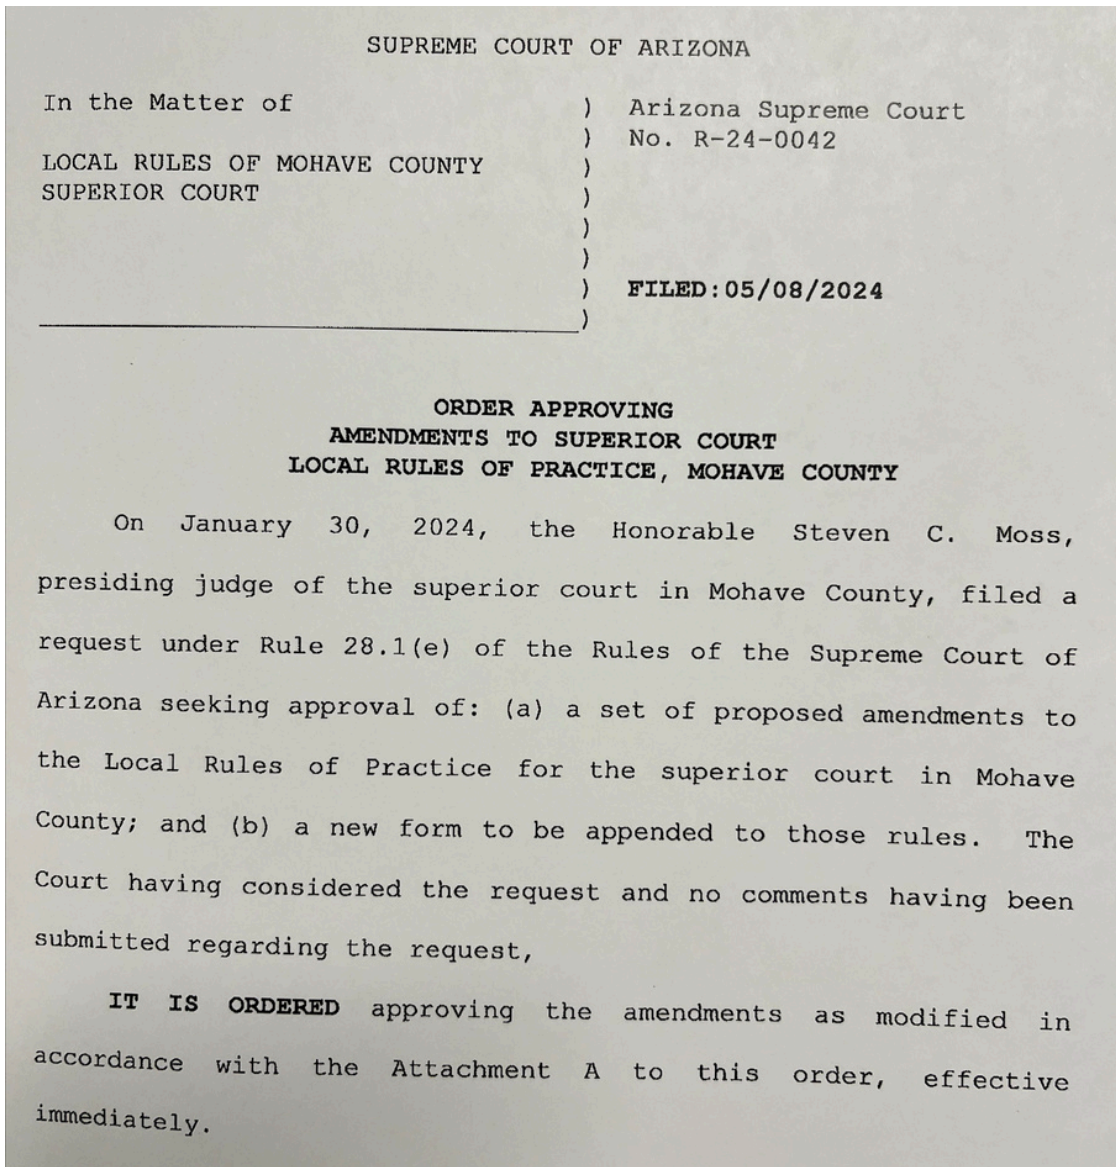 SUPREME COURT OF ARIZONA
In the Matter of
LOCAL RULES OF MOHAVE COUNTY
SUPERIOR COURT
)
)
)
)
)
)
)
)
Arizona Supreme Court
No. R-24-0042
FILED:05/08/2024
ORDER APPROVING
AMENDMENTS TO SUPERIOR COURT
LOCAL RULES OF PRACTICE, MOHAVE COUNTY
On January 30, 2024, the Honorable Steven C. Moss,
presiding judge of the superior court in Mohave County, filed a
request under Rule 28.1(e) of the Rules of the Supreme Court of
Arizona seeking approval of: (a) a set of proposed amendments to
the Local Rules of Practice for the superior court in Mohave
County; and (b) a new form to be appended to those rules. The
Court having considered the request and no comments having been
submitted regarding the request,
IT IS ORDERED approving the amendments as modified in
accordance with the Attachment A to this order, effective
immediately.